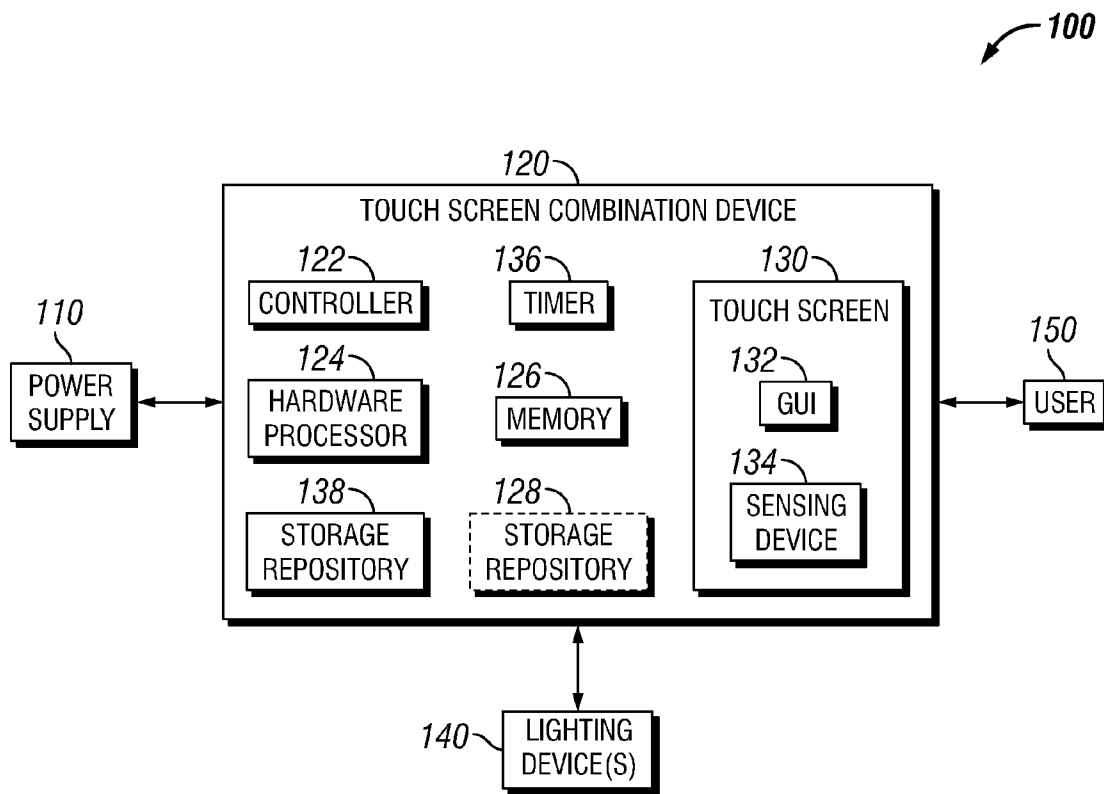 100
120
TOUCH SCREEN COMBINATION DEVICE
122
CONTROLLER
136
TIMER
130
TOUCH SCREEN
110
POWER
SUPPLY
124
HARDWARE
PROCESSOR
126
MEMORY
132
GUI
150
USER
138
STORAGE
REPOSITORY
128
STORAGE
REPOSITORY
134
SENSING
DEVICE
140
LIGHTING
DEVICE(S)